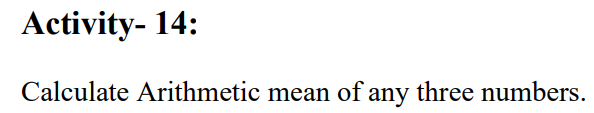 Activity- 14:
Calculate Arithmetic mean of any three numbers.